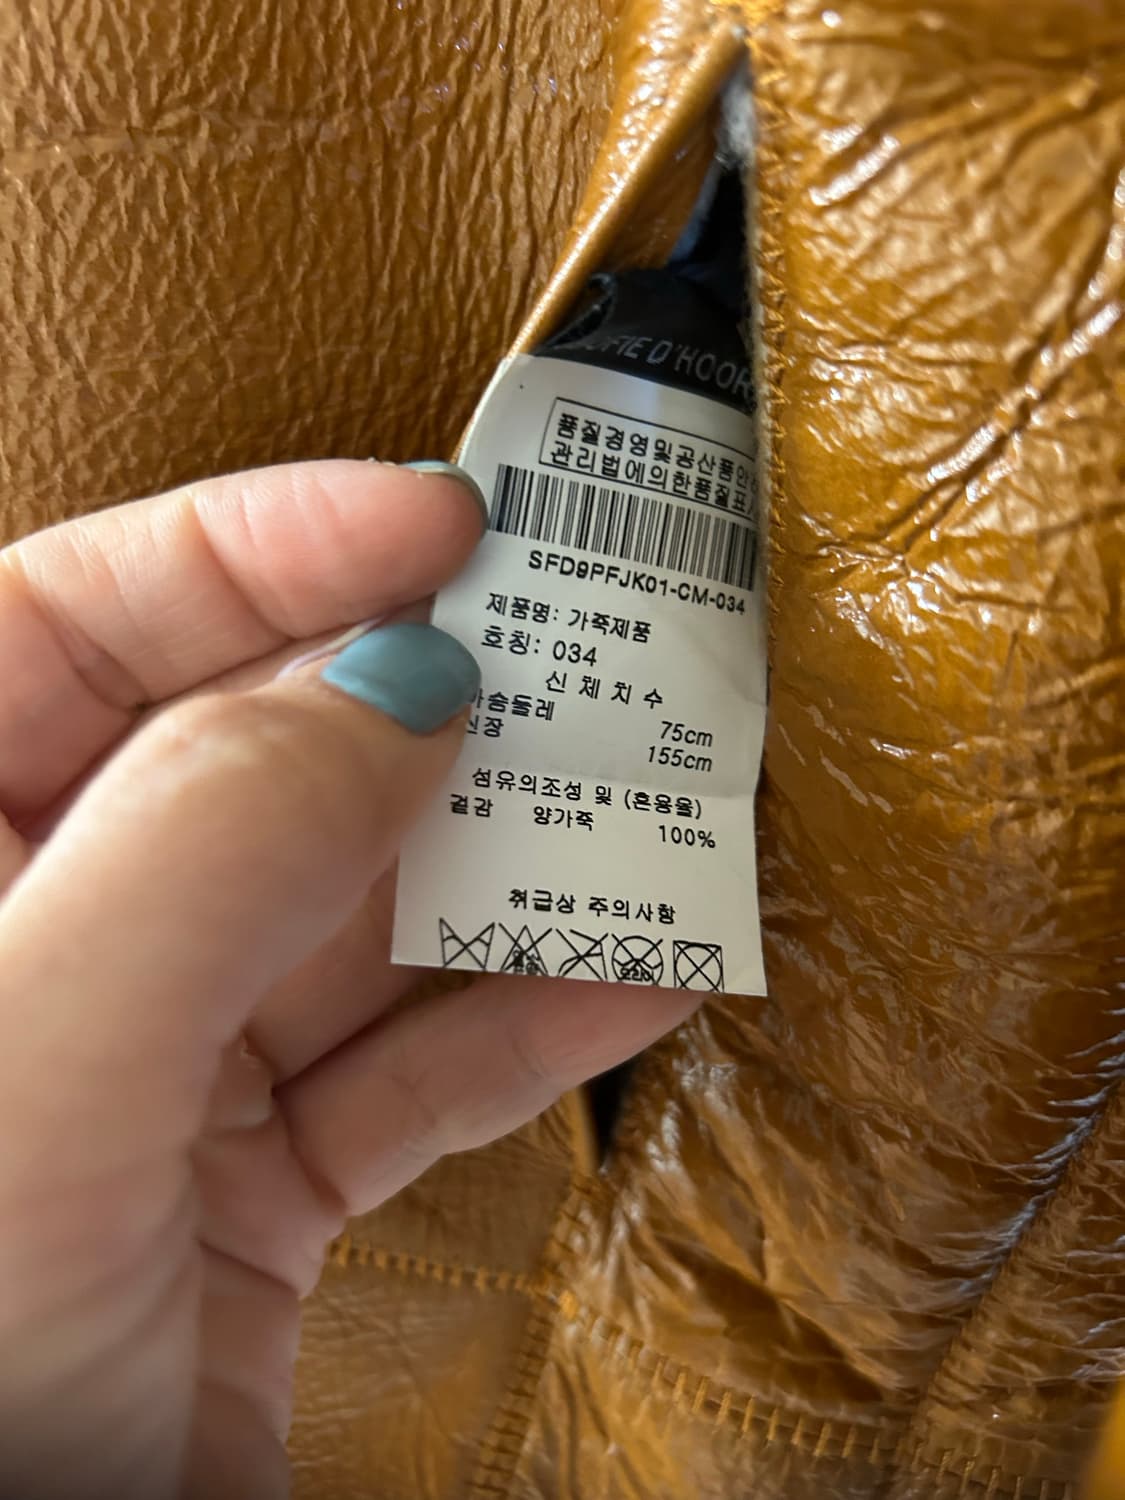 D'HOOR
품질경영및공산품안
관리법에의한품질표
SFD9PFJK01-CM-034
제품명: 가죽제품
호칭: 034
신체치수
가슴둘레 75cm
신장 155cm
섬유의조성 및 (혼용율)
겉감 양가죽 100%
취급상 주의사항